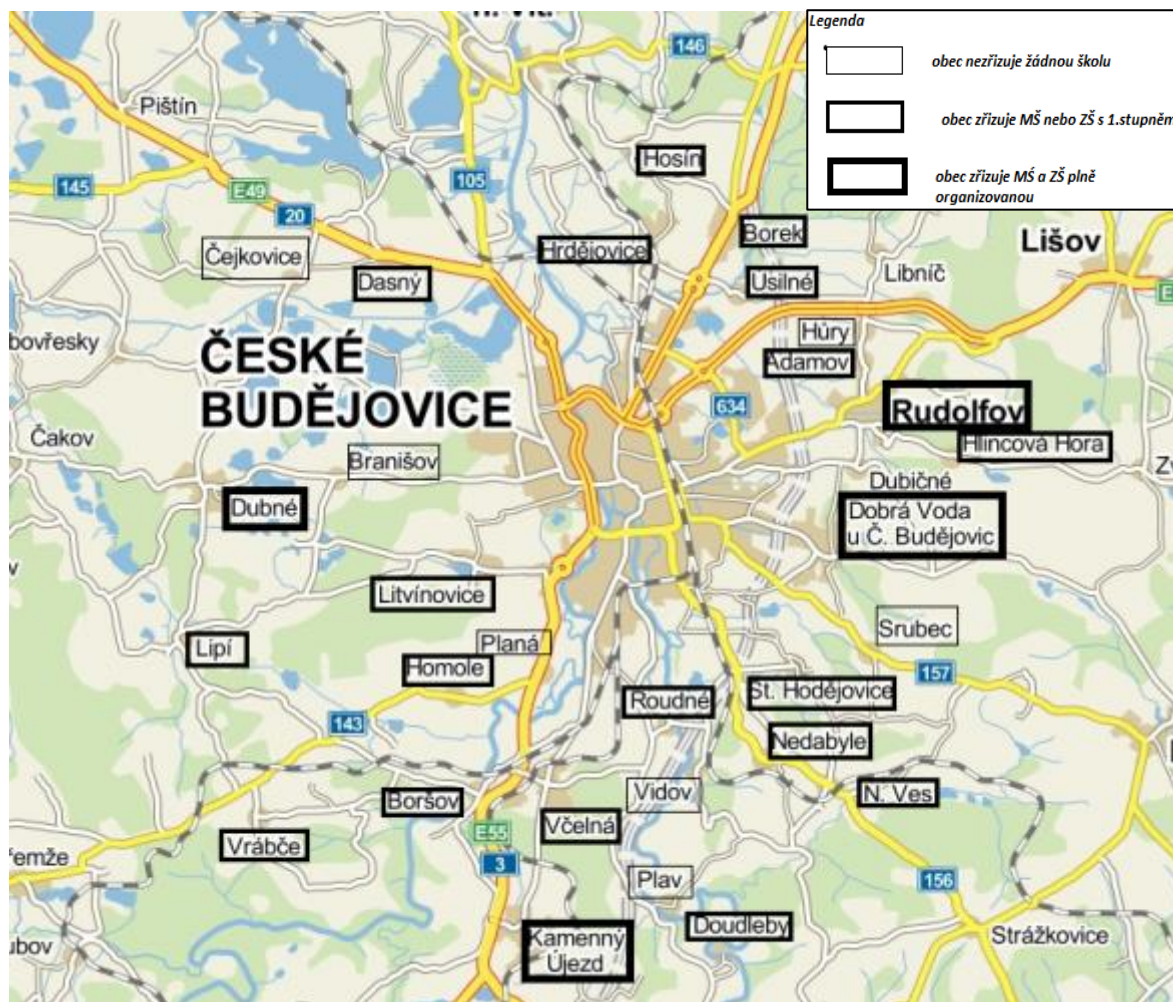 Legenda
obec nezřizuje žádnou školu
obec zřizuje MŠ nebo ZŠ s 1.stupněm
obec zřizuje MŠ a ZŠ plně
organizovanou
146
Pištín
Hosín
145
E49
105
20
Borek
Čejkovice
Hrdějovice
Lišov
Dasný
Úsilné
Libníč
Hůry
ČESKÉ
BUDĚJOVICE
Adamov
634
Rudolfov
Čakov
Hlincová Hora
Branišov
Dubičné
Dubné
Dobrá Voda
u Č. Budějovic
Litvínovice
Srubec
Lipí
Planá
Homole
157
Roudné
St. Hodějovice
143
Nedabyle
Boršov
Vidov
N. Ves
Včelná
E55
Vrábče
3
Plav
156
Doudleby
Kamenný
Újezd
Strážkovice